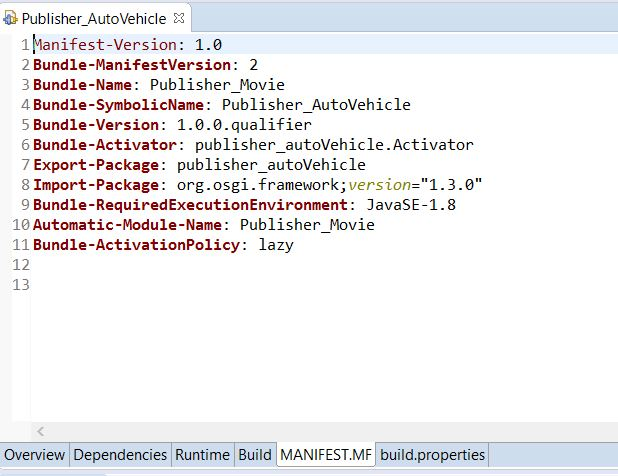 Publisher_AutoVehicle
1 Manifest-Version: 1.0
2 Bundle-ManifestVersion: 2
3 Bundle-Name: Publisher_Movie
4 Bundle-SymbolicName: Publisher_AutoVehicle
5 Bundle-Version: 1.0.0.qualifier
6 Bundle-Activator: publisher_autoVehicle.Activator
7 Export-Package: publisher_autoVehicle
8 Import-Package: org.osgi.framework;version="1.3.0"
9 Bundle-RequiredExecutionEnvironment: JavaSE-1.8
10 Automatic-Module-Name: Publisher_Movie
11 Bundle-ActivationPolicy: lazy
12
13
Overview Dependencies Runtime Build MANIFEST.MF build.properties